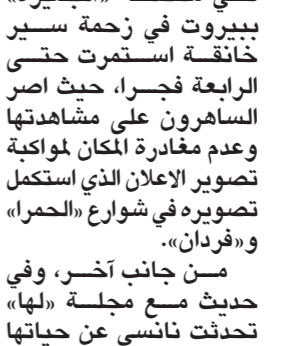 ببيروت في زحمة سير
خانقة استمرت حتى
الرابعة فجرا، حيث اصر
الساهرون على مشاهدتها
وعدم مغادرة المكان لمواكبة
تصوير الاعلان الذي استكمل
تصويره في شوارع «الحمرا»
و«فردان».
من جانب آخر، وفي
حديث مع مجلة «لها»
تحدثت نانسي عن حياتها